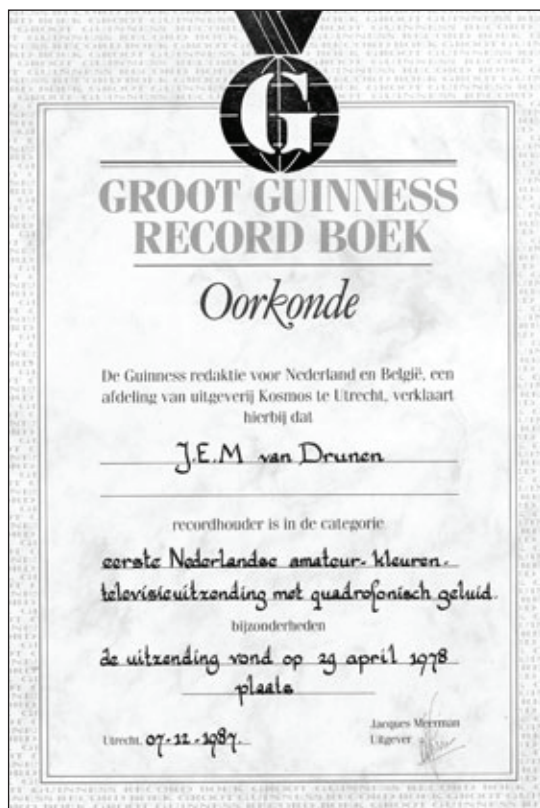 G
GROOT GUINNESS
RECORD BOEK
Oorkonde
De Guinness redaktie voor Nederland en België, een
afdeling van uitgeverij Kosmos te Utrecht, verklaart
hierbij dat
J.E.M van Drunen
recordhouder is in de categorie
eerste Nederlandse amateur-kleuren-
televisieuitzending met quadrofonisch geluid.
bijzonderheden
de uitzending vond op 29 april 1978
plaats
Utrecht, 07-12-1987.
Jacques Meerman
Uitgever